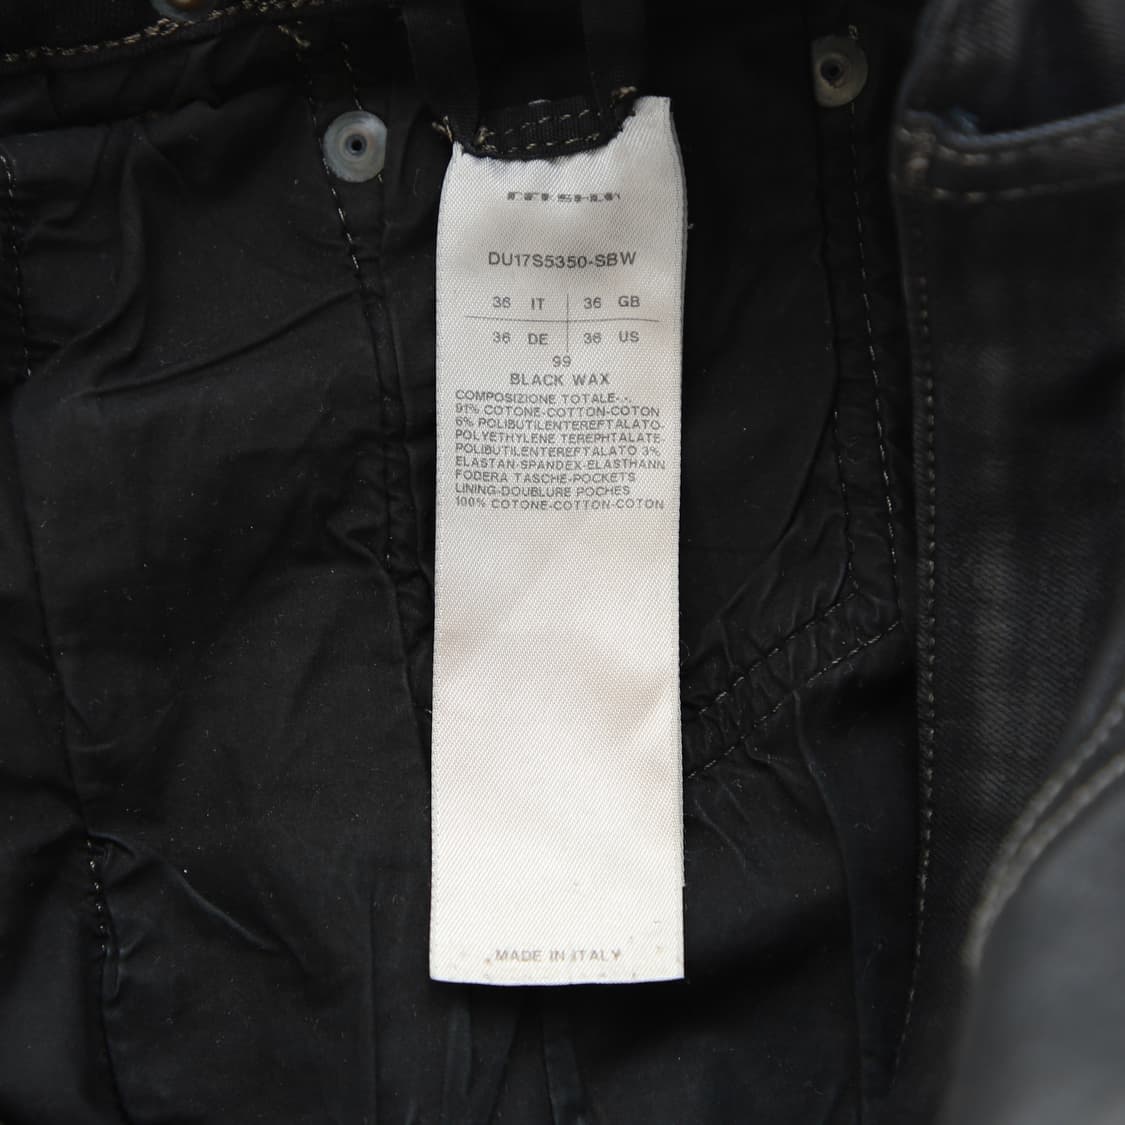 DU17S5350-SBW
36 IT 36 GB
36 DE 36 US
99
BLACK WAX
COMPOSIZIONE TOTALE-.-.
91% COTONE-COTTON-COTON
6% POLIBUTILENTEREFTALATO-
POLYETHYLENE TEREPHTALATE-
POLIBUTILENTEREFTALATO 3%
ELASTAN-SPANDEX-ELASTHANN
FODERA TASCHE-POCKETS
LINING-DOUBLURE POCHES
100% COTONE-COTTON-COTON
MADE IN ITALY